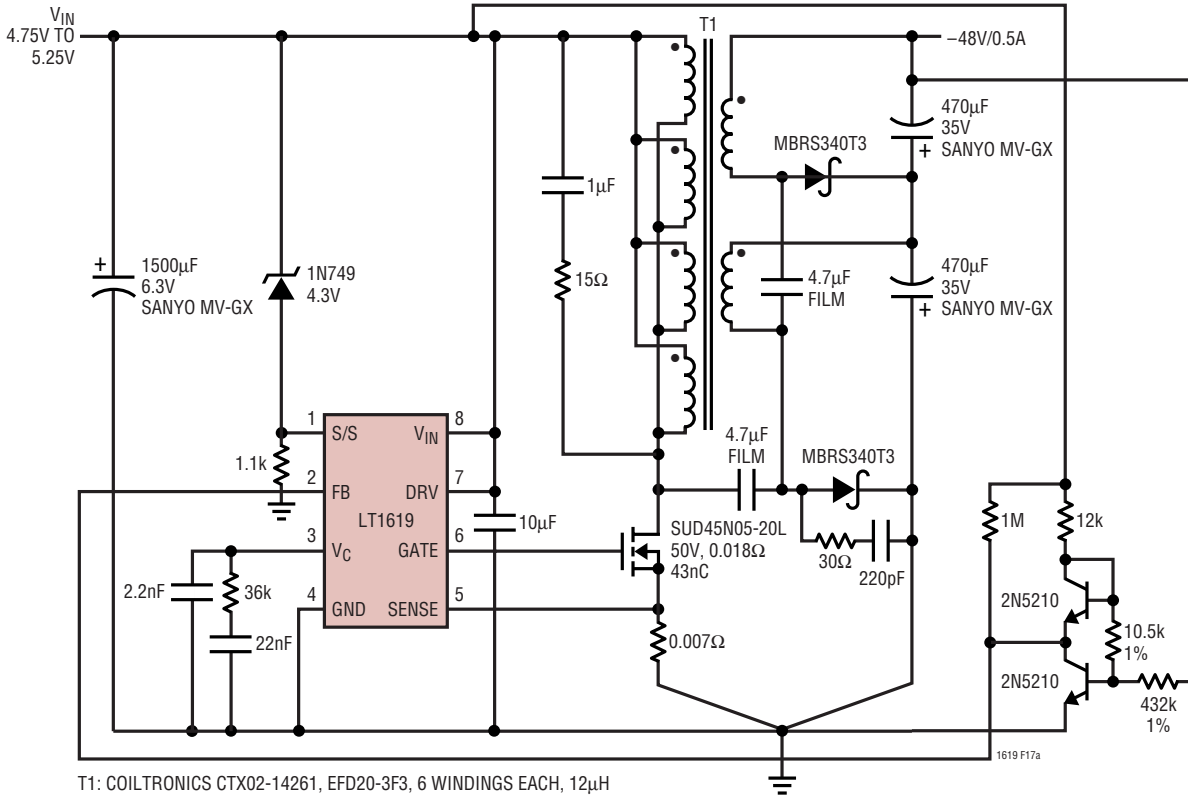 V_IN
4.75V TO
5.25V
T1
–48V/0.5A
470µF
35V
+ SANYO MV-GX
MBRS340T3
1µF
+
1500µF
6.3V
SANYO MV-GX
1N749
4.3V
15Ω
4.7µF
FILM
470µF
35V
+ SANYO MV-GX
1
S/S
V_IN
8
1.1k
2
FB
DRV
7
LT1619
10µF
3
V_C
GATE
6
4
GND
SENSE
5
2.2nF
36k
22nF
4.7µF
FILM
MBRS340T3
SUD45N05-20L
50V, 0.018Ω
43nC
30Ω
220pF
0.007Ω
1M
12k
2N5210
10.5k
1%
2N5210
432k
1%
1619 F17a
T1: COILTRONICS CTX02-14261, EFD20-3F3, 6 WINDINGS EACH, 12µH